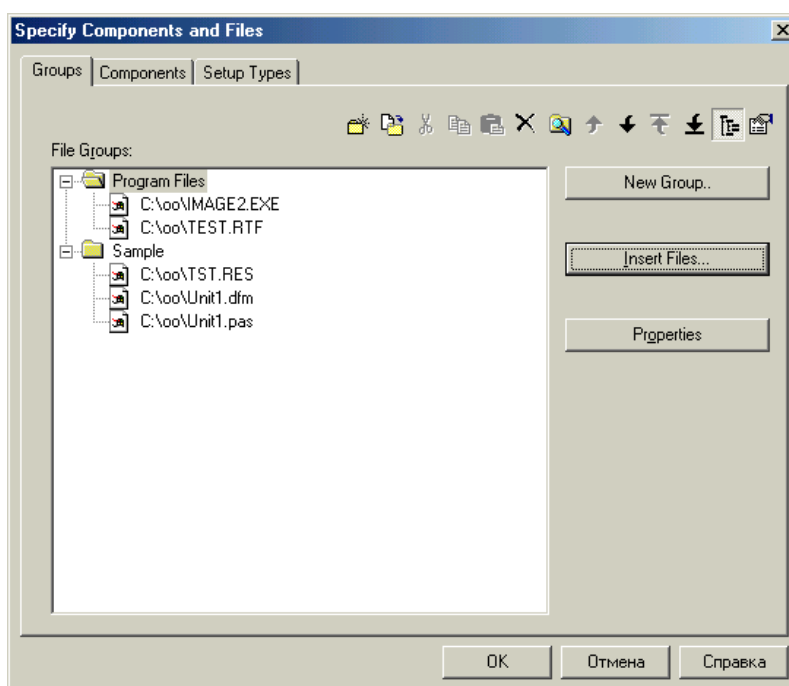 Specify Components and Files
Groups Components Setup Types
File Groups:
Program Files
C:\oo\IMAGE2.EXE
C:\oo\TEST.RTF
Sample
C:\oo\TST.RES
C:\oo\Unit1.dfm
C:\oo\Unit1.pas
New Group..
Insert Files...
Properties
OK Отмена Справка